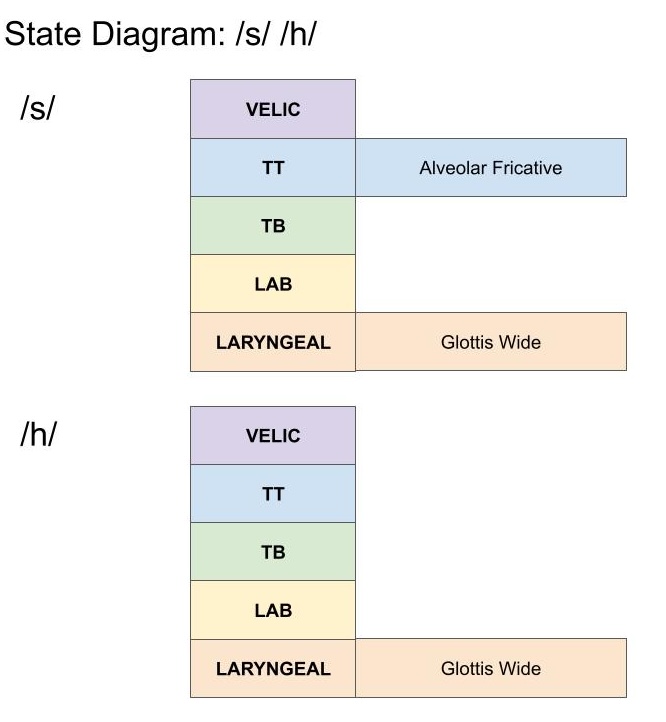 State Diagram: /s/ /h/
/s/
VELIC
TT Alveolar Fricative
TB
LAB
LARYNGEAL Glottis Wide
/h/
VELIC
TT
TB
LAB
LARYNGEAL Glottis Wide